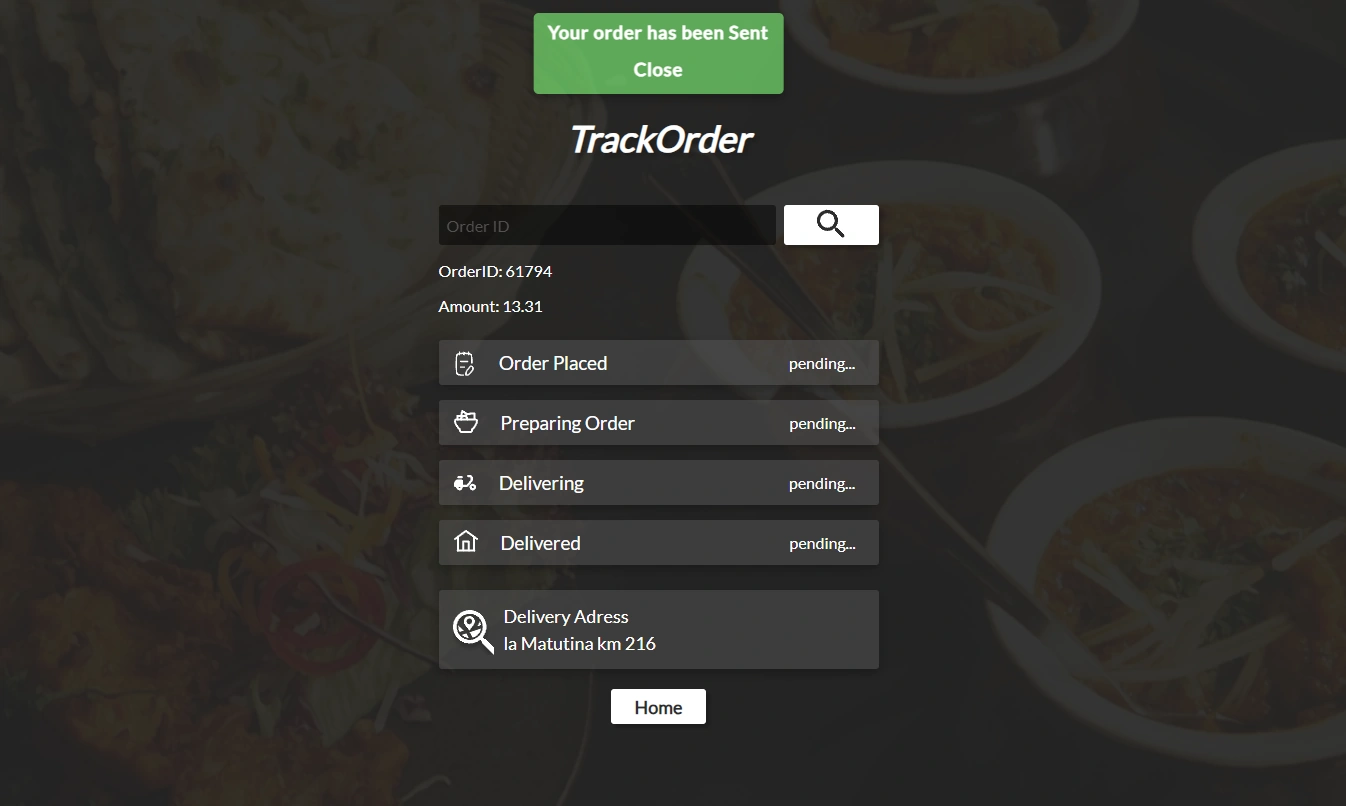 Your order has been Sent
Close
TrackOrder
Order ID
OrderID: 61794
Amount: 13.31
Order Placed pending...
Preparing Order pending...
Delivering pending...
Delivered pending...
Delivery Adress
la Matutina km 216
Home